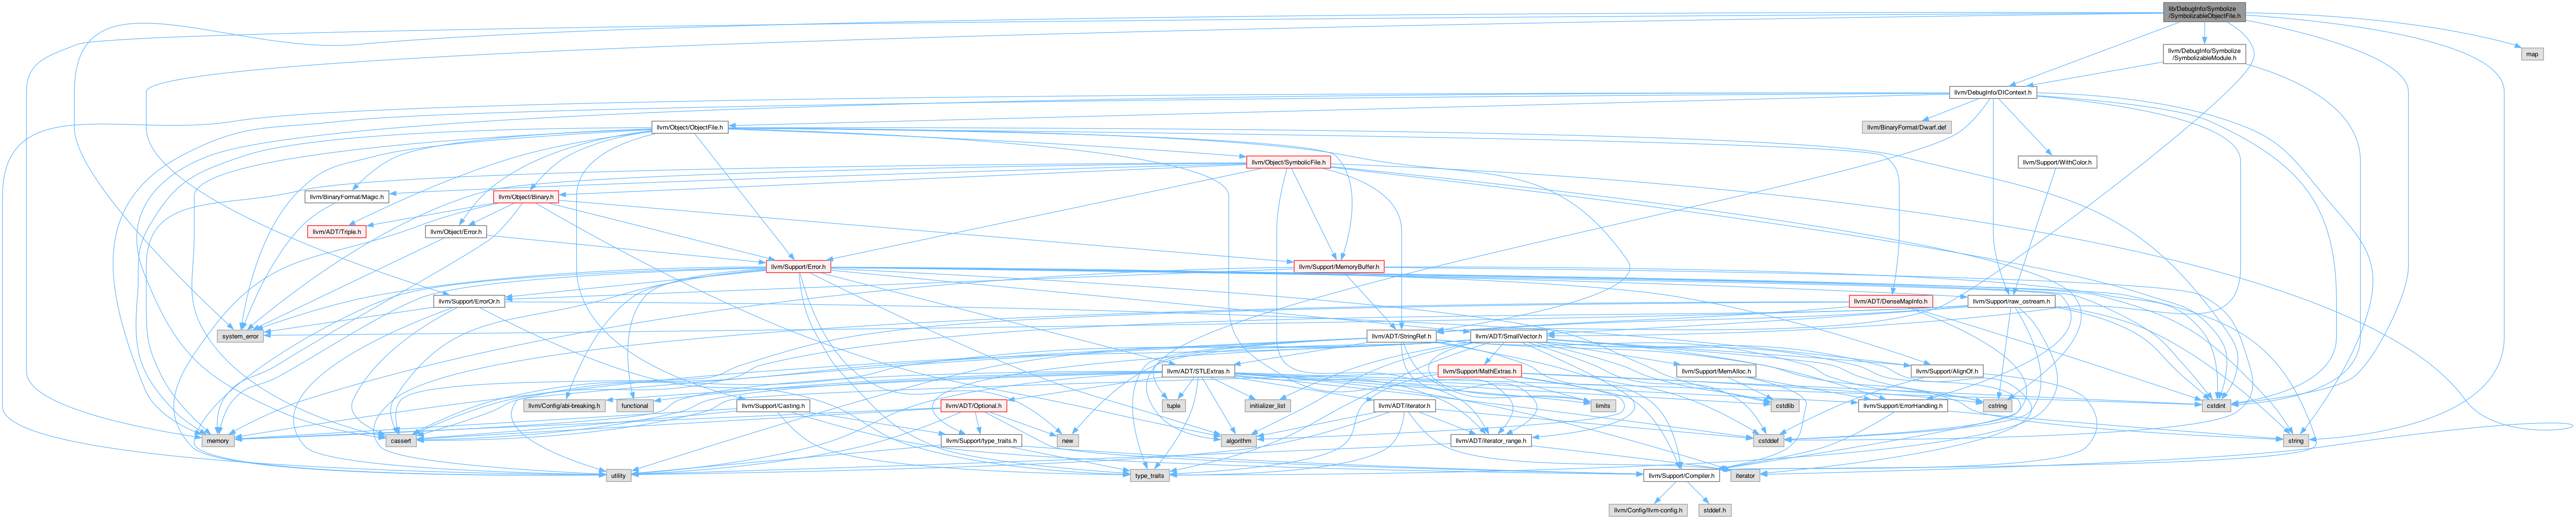 lib/DebugInfo/Symbolize
/SymbolizableObjectFile.h
llvm/DebugInfo/Symbolize
/SymbolizableModule.h
map
llvm/DebugInfo/DIContext.h
llvm/Object/ObjectFile.h
llvm/BinaryFormat/Dwarf.def
llvm/Object/SymbolicFile.h
llvm/Support/WithColor.h
llvm/BinaryFormat/Magic.h
llvm/Object/Binary.h
llvm/ADT/Triple.h
llvm/Object/Error.h
llvm/Support/Error.h
llvm/Support/MemoryBuffer.h
llvm/Support/ErrorOr.h
llvm/ADT/DenseMapInfo.h
llvm/Support/raw_ostream.h
system_error
llvm/ADT/StringRef.h
llvm/ADT/SmallVector.h
llvm/ADT/STLExtras.h
llvm/Support/MathExtras.h
llvm/Support/MemAlloc.h
llvm/Support/AlignOf.h
llvm/Config/abi-breaking.h
functional
llvm/Support/Casting.h
llvm/ADT/Optional.h
tuple
initializer_list
llvm/ADT/iterator.h
limits
cstdlib
llvm/Support/ErrorHandling.h
cstring
cstdint
memory
cassert
llvm/Support/type_traits.h
new
algorithm
llvm/ADT/iterator_range.h
cstddef
string
utility
type_traits
llvm/Support/Compiler.h
iterator
llvm/Config/llvm-config.h
stddef.h